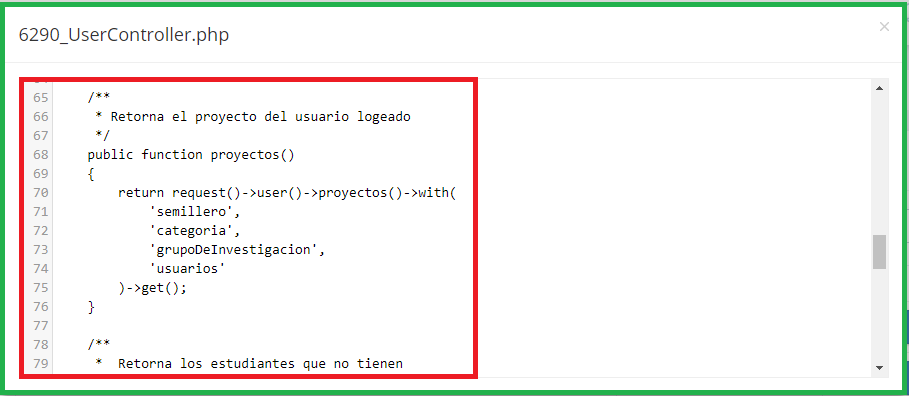 6290_UserController.php
×
65 /**
66 * Retorna el proyecto del usuario logeado
67 */
68 public function proyectos()
69 {
70 return request()->user()->proyectos()->with(
71 'semillero',
72 'categoria',
73 'grupoDeInvestigacion',
74 'usuarios'
75 )->get();
76 }
77
78 /**
79 *  Retorna los estudiantes que no tienen